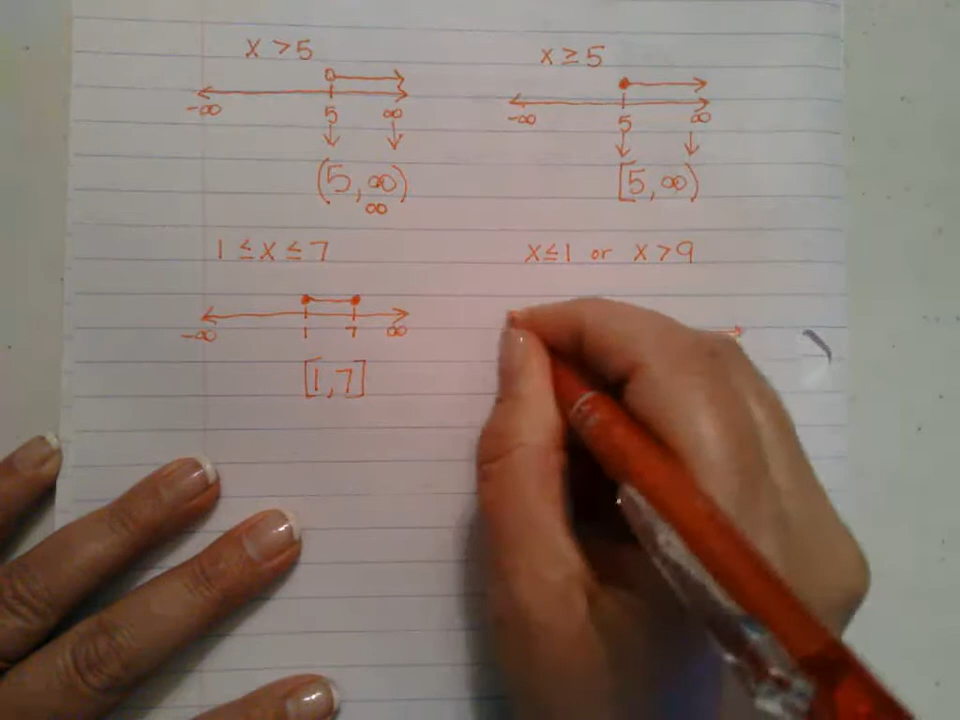 x > 5
-∞ 5 ∞
(5, ∞)
∞
x ≥ 5
-∞ 5 ∞
[5, ∞)
1 ≤ x ≤ 7
-∞ 1 7 ∞
[1, 7]
x ≤ 1 or x > 9